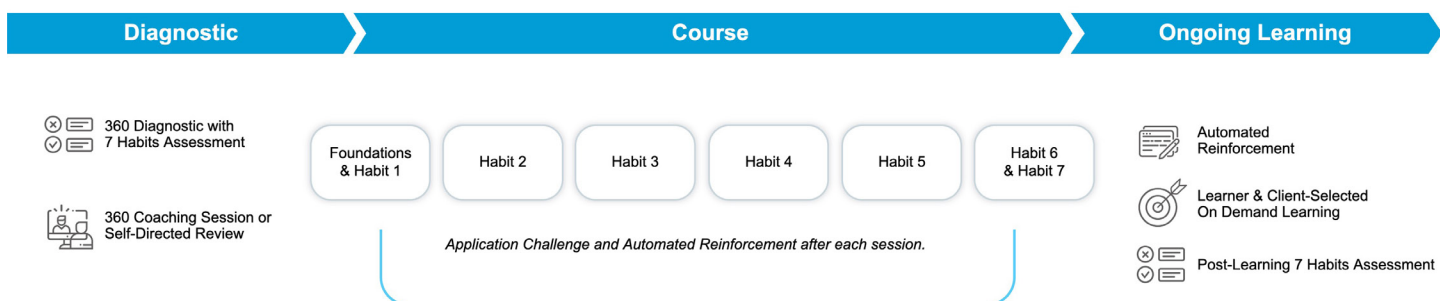 Diagnostic
Course
Ongoing Learning
360 Diagnostic with
7 Habits Assessment
360 Coaching Session or
Self-Directed Review
Foundations
& Habit 1
Habit 2
Habit 3
Habit 4
Habit 5
Habit 6
& Habit 7
Application Challenge and Automated Reinforcement after each session.
Automated
Reinforcement
Learner & Client-Selected
On Demand Learning
Post-Learning 7 Habits Assessment